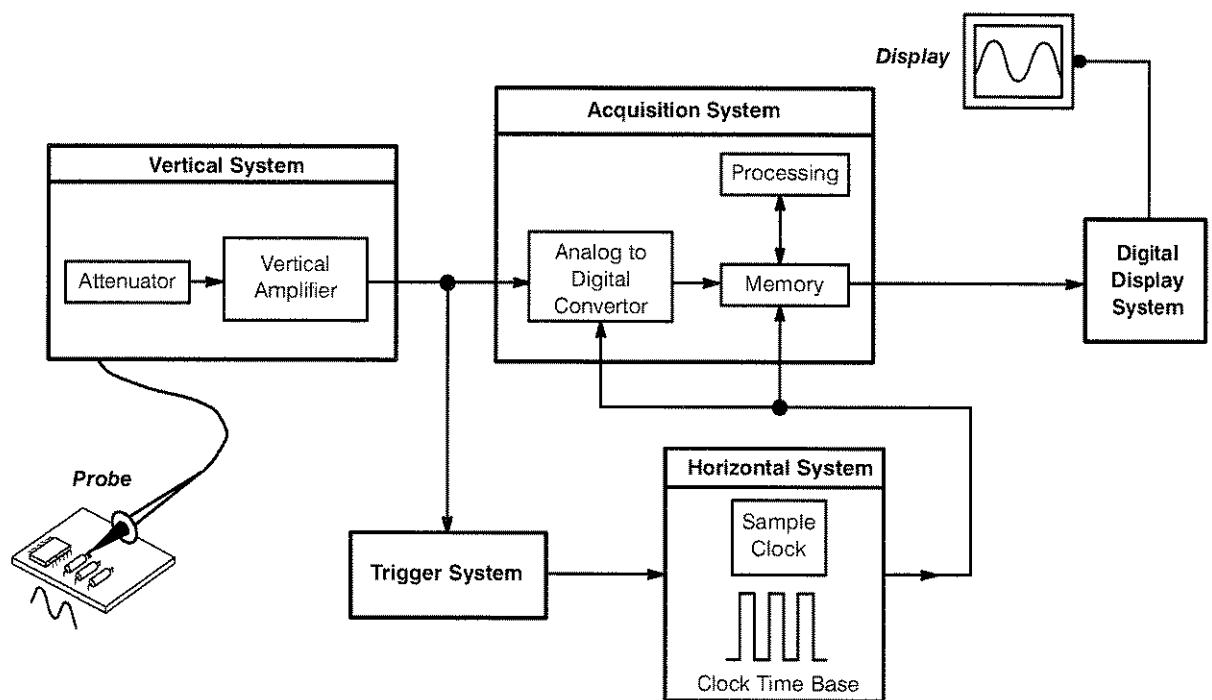 Display
Acquisition System
Vertical System
Processing
Attenuator
Vertical
Amplifier
Analog to
Digital
Convertor
Memory
Digital
Display
System
Probe
Horizontal System
Sample
Clock
Trigger System
Clock Time Base